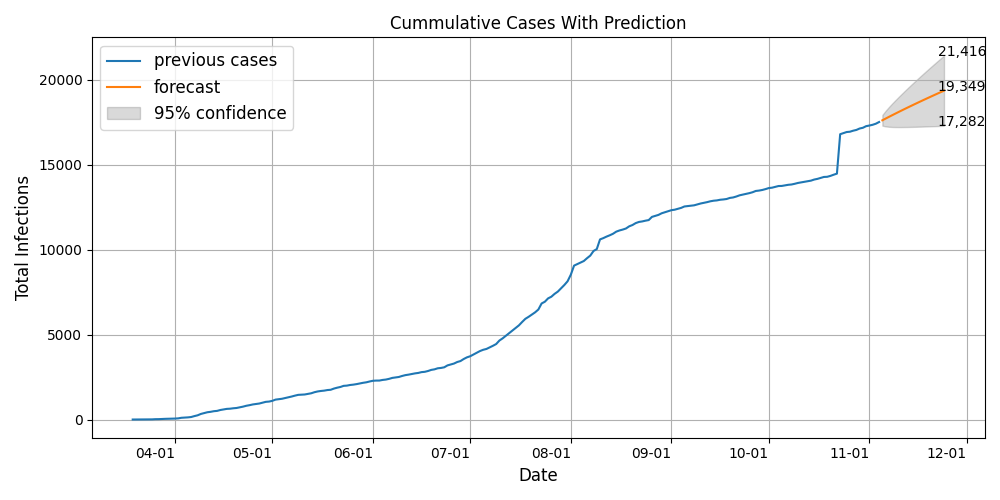 Cummulative Cases With Prediction
previous cases
forecast
95% confidence
21,416
19,349
17,282
20000
15000
10000
5000
0
Total Infections
04-01
05-01
06-01
07-01
08-01
09-01
10-01
11-01
12-01
Date